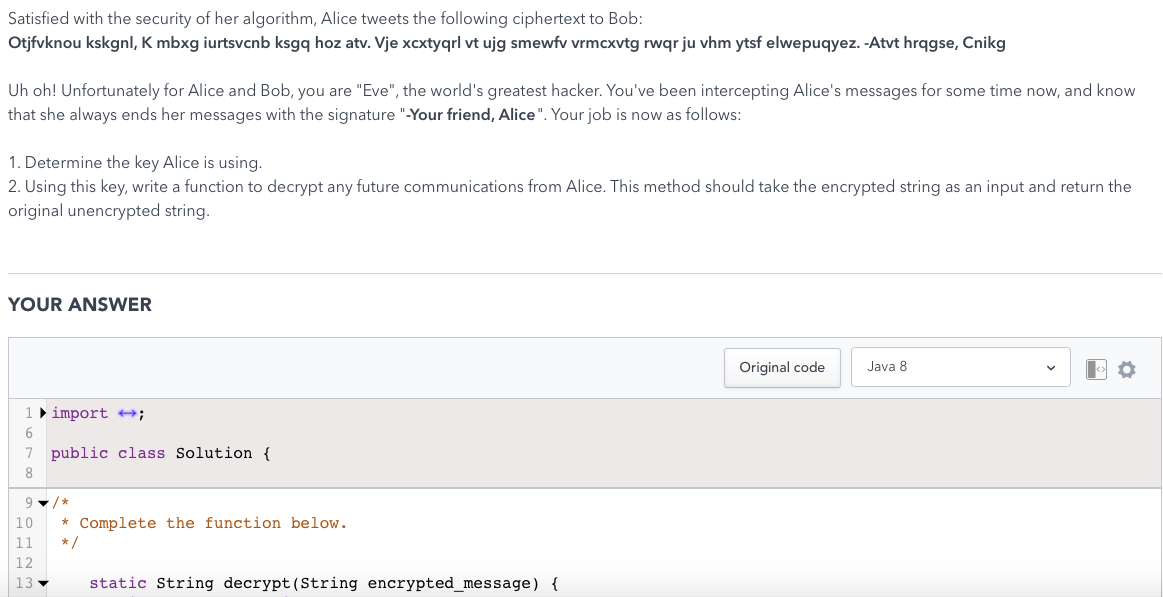 Satisfied with the security of her algorithm, Alice tweets the following ciphertext to Bob:
Otjfvknou kskgnl, K mbxg iurtsvcnb ksgq hoz atv. Vje xcxtyqrl vt ujg smewfv vrmcxvtg rwqr ju vhm ytsf elwepuqyez. -Atvt hrqgse, Cnikg
Uh oh! Unfortunately for Alice and Bob, you are "Eve", the world's greatest hacker. You've been intercepting Alice's messages for some time now, and know
that she always ends her messages with the signature "-Your friend, Alice". Your job is now as follows:
1. Determine the key Alice is using.
2. Using this key, write a function to decrypt any future communications from Alice. This method should take the encrypted string as an input and return the
original unencrypted string.
YOUR ANSWER
Original code
Java 8
1 import ↔;
6
7 public class Solution {
8
9 /*
10 * Complete the function below.
11 */
12
13 static String decrypt(String encrypted_message) {